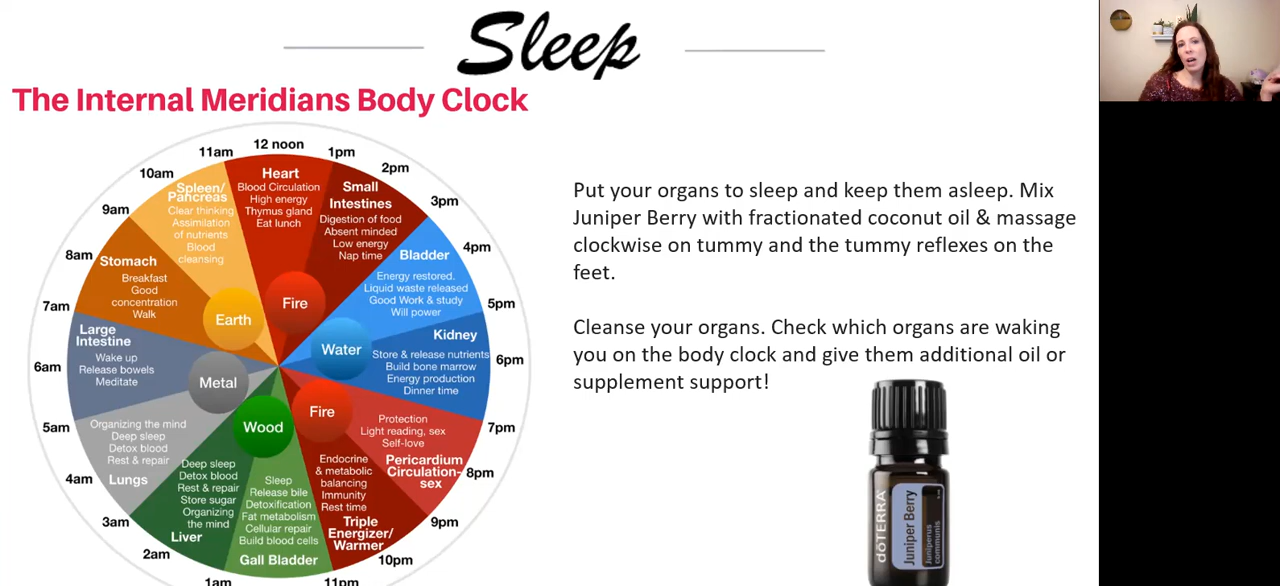 Sleep
The Internal Meridians Body Clock
12 noon
1pm
2pm
3pm
4pm
5pm
6pm
7pm
8pm
9pm
10pm
11pm
1am
2am
3am
4am
5am
6am
7am
8am
9am
10am
11am
Heart
Blood Circulation
High energy
Thymus gland
Eat lunch
Small
Intestines
Digestion of food
Absent minded
Low energy
Nap time
Bladder
Energy restored.
Liquid waste released
Good Work & study
Will power
Kidney
Store & release nutrients
Build bone marrow
Energy production
Dinner time
Protection
Light reading, sex
Self-love
Pericardium
Circulation-
sex
Endocrine
& metabolic
balancing
Immunity
Rest time
Triple
Energizer/
Warmer
Sleep
Release bile
Detoxification
Fat metabolism
Cellular repair
Build blood cells
Gall Bladder
Deep sleep
Detox blood
Rest & repair
Store sugar
Organizing
the mind
Liver
Organizing the mind
Deep sleep
Detox blood
Rest & repair
Lungs
Large
Intestine
Wake up
Release bowels
Meditate
Stomach
Breakfast
Good
concentration
Walk
Spleen/
Pancreas
Clear thinking
Assimilation
of nutrients
Blood
cleansing
Fire
Water
Fire
Wood
Metal
Earth
Put your organs to sleep and keep them asleep. Mix
Juniper Berry with fractionated coconut oil & massage
clockwise on tummy and the tummy reflexes on the
feet.
Cleanse your organs. Check which organs are waking
you on the body clock and give them additional oil or
supplement support!
dōTERRA
Juniper Berry
Juniperus
communis